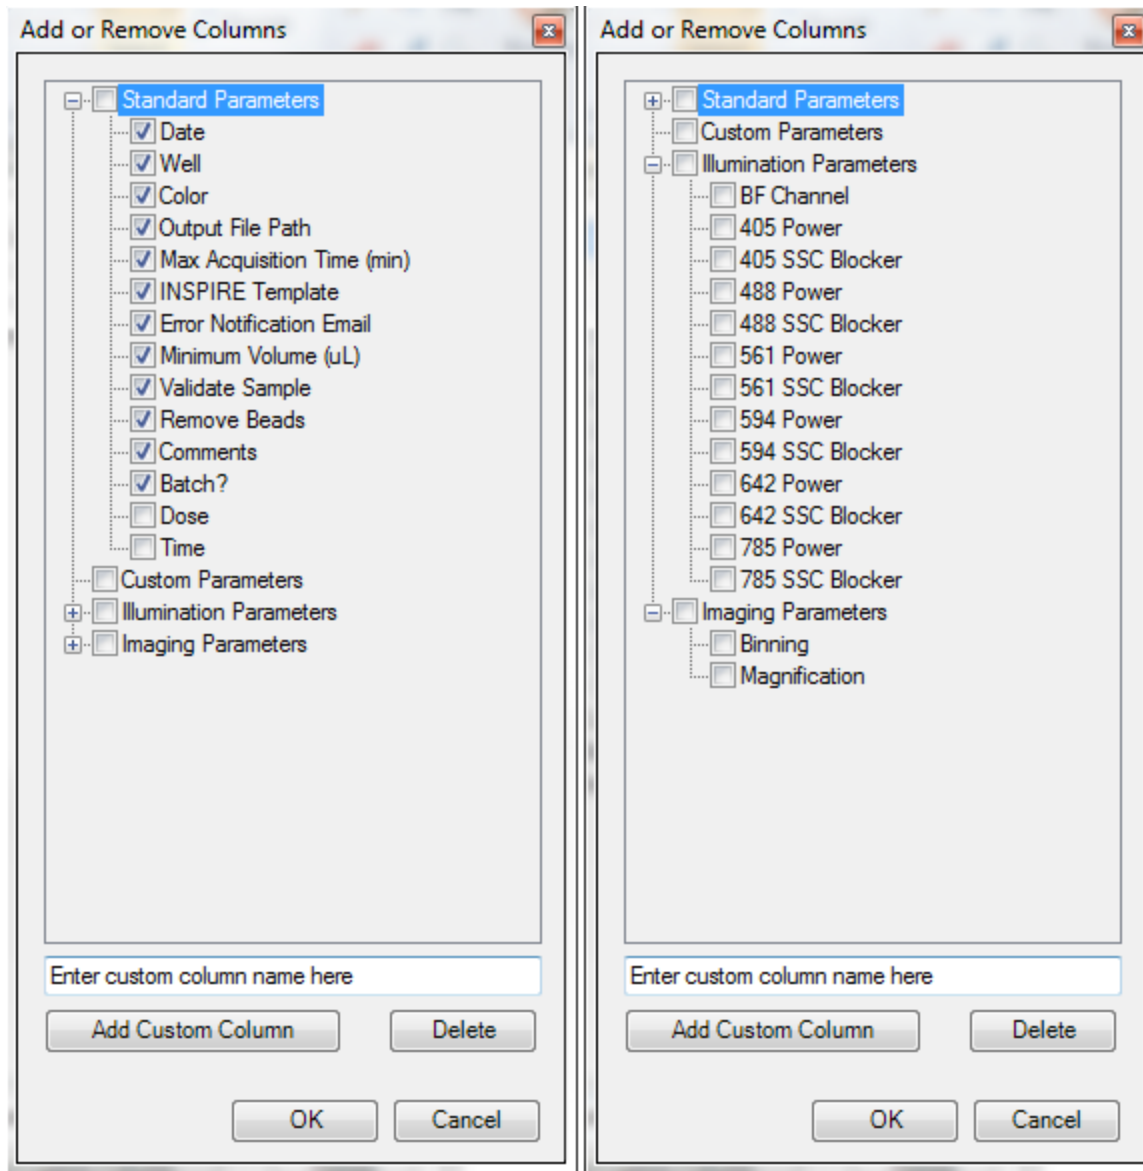 Add or Remove Columns
Standard Parameters
Date
Well
Color
Output File Path
Max Acquisition Time (min)
INSPIRE Template
Error Notification Email
Minimum Volume (uL)
Validate Sample
Remove Beads
Comments
Batch?
Dose
Time
Custom Parameters
Illumination Parameters
Imaging Parameters
Enter custom column name here
Add Custom Column
Delete
OK
Cancel
Add or Remove Columns
Standard Parameters
Custom Parameters
Illumination Parameters
BF Channel
405 Power
405 SSC Blocker
488 Power
488 SSC Blocker
561 Power
561 SSC Blocker
594 Power
594 SSC Blocker
642 Power
642 SSC Blocker
785 Power
785 SSC Blocker
Imaging Parameters
Binning
Magnification
Enter custom column name here
Add Custom Column
Delete
OK
Cancel